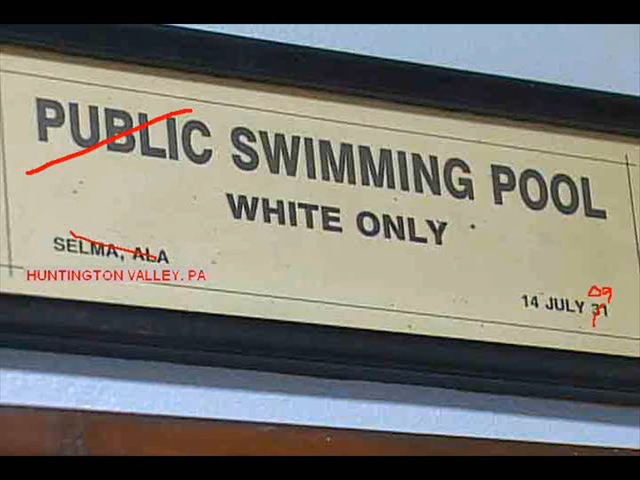 PUBLIC SWIMMING POOL
WHITE ONLY
SELMA, ALA
HUNTINGTON VALLEY. PA
14 JULY 31
09